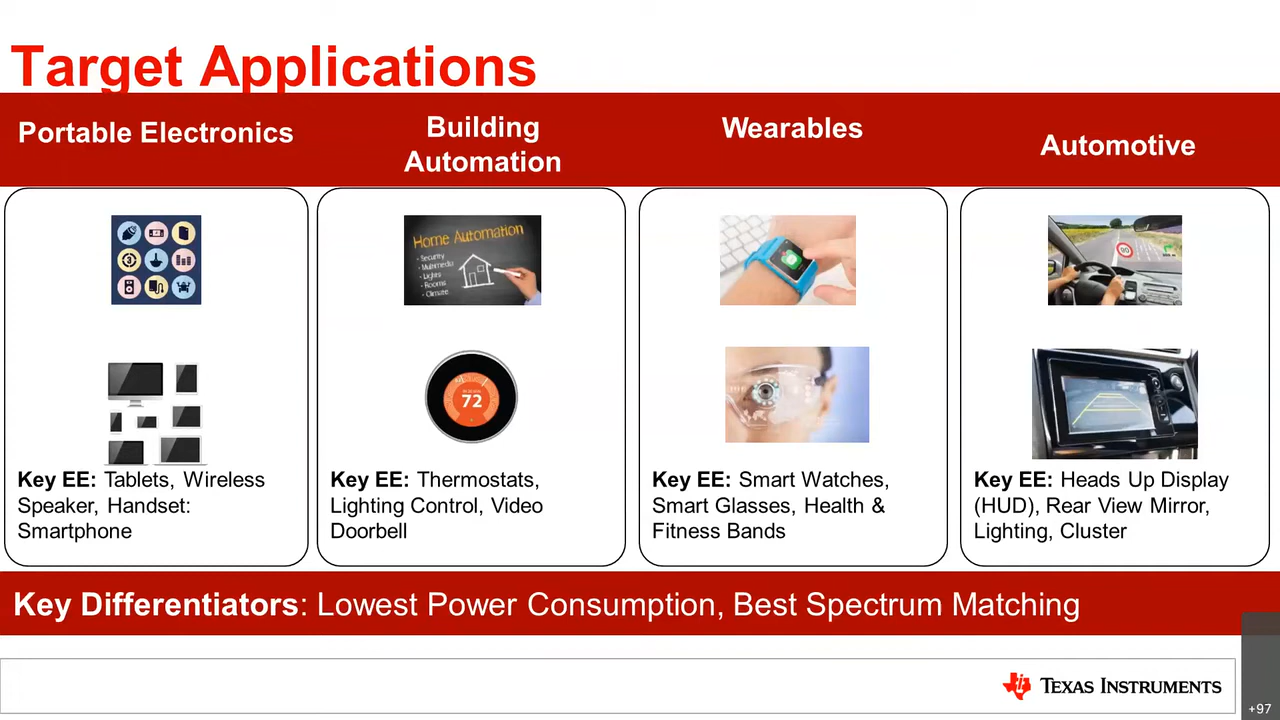 Target Applications
Portable Electronics
Building
Automation
Wearables
Automotive
Home Automation
- Security
- Multimedia
- Lights
- Rooms
- Climate
72
Key EE: Tablets, Wireless
Speaker, Handset:
Smartphone
Key EE: Thermostats,
Lighting Control, Video
Doorbell
Key EE: Smart Watches,
Smart Glasses, Health &
Fitness Bands
Key EE: Heads Up Display
(HUD), Rear View Mirror,
Lighting, Cluster
Key Differentiators: Lowest Power Consumption, Best Spectrum Matching
TEXAS INSTRUMENTS
+97